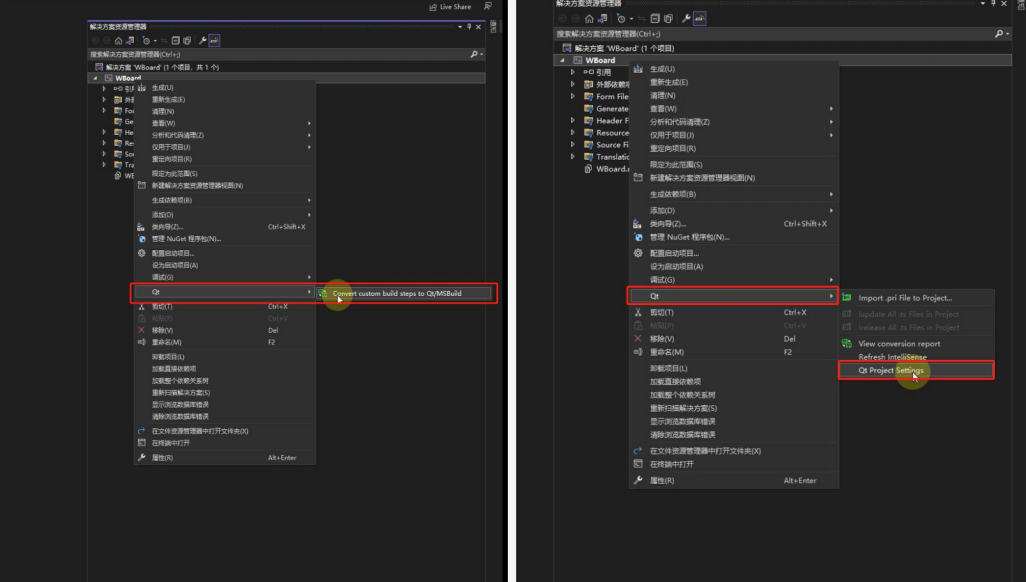 Live Share
解决方案资源管理器
搜索解决方案资源管理器(Ctrl+;)
解决方案 'WBoard' (1 个项目，共 1 个)
WBoard
生成(U)
重新生成(E)
清理(N)
查看(W)
分析和代码清理(Z)
仅用于项目(J)
重定向项目(R)
限定为此范围(S)
新建解决方案资源管理器视图(N)
生成依赖项(B)
添加(D)
类向导(Z)... Ctrl+Shift+X
管理 NuGet 程序包(N)...
配置启动项目...
设为启动项目(A)
调试(G)
Qt
Convert custom build steps to Qt/MSBuild
剪切(T) Ctrl+X
粘贴(P) Ctrl+V
移除(V) Del
重命名(M) F2
卸载项目(L)
加载直接依赖项
加载整个依赖关系树
重新扫描解决方案(S)
显示浏览数据库错误
清除浏览数据库错误
在文件资源管理器中打开文件夹(X)
在终端中打开
属性(R) Alt+Enter
解决方案资源管理器
搜索解决方案资源管理器(Ctrl+;)
解决方案 'WBoard' (1 个项目)
WBoard
引用
外部依赖项
Form File
Generate
Header F
Resource
Source Fi
Translatio
WBoard.r
生成(U)
重新生成(E)
清理(N)
查看(W)
分析和代码清理(Z)
仅用于项目(J)
重定向项目(R)
限定为此范围(S)
新建解决方案资源管理器视图(N)
生成依赖项(B)
添加(D)
类向导(Z)... Ctrl+Shift+X
管理 NuGet 程序包(N)...
配置启动项目...
设为启动项目(A)
调试(G)
Qt
Import .pri File to Project...
lupdate All .ts Files in Project
lrelease All .ts Files in Project
View conversion report
Refresh IntelliSense
Qt Project Settings
剪切(T) Ctrl+X
粘贴(P) Ctrl+V
移除(V) Del
重命名(M) F2
卸载项目(L)
加载直接依赖项
加载整个依赖关系树
重新扫描解决方案(S)
显示浏览数据库错误
清除浏览数据库错误
在文件资源管理器中打开文件夹(X)
在终端中打开
属性(R) Alt+Enter